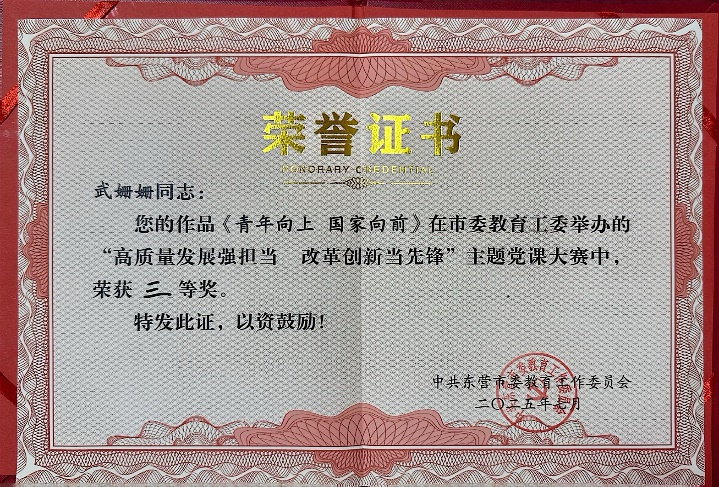 荣誉证书
HONORARY CREDENTIAL
武姗姗同志：
您的作品《青年向上 国家向前》在市委教育工委举办的
“高质量发展强担当 改革创新当先锋”主题党课大赛中，
荣获 三 等奖。
特发此证，以资鼓励！
中共东营市委教育工作委员会
二〇二五年 月